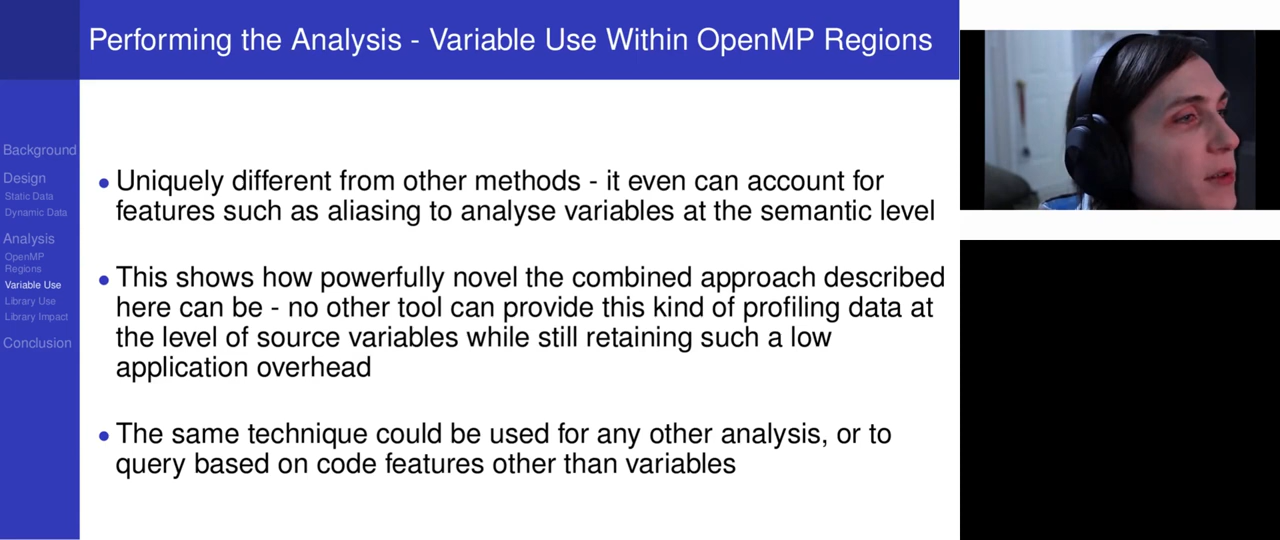 Performing the Analysis - Variable Use Within OpenMP Regions
Background
Design
Static Data
Dynamic Data
Analysis
OpenMP
Regions
Variable Use
Library Use
Library Impact
Conclusion
• Uniquely different from other methods - it even can account for
features such as aliasing to analyse variables at the semantic level
• This shows how powerfully novel the combined approach described
here can be - no other tool can provide this kind of profiling data at
the level of source variables while still retaining such a low
application overhead
• The same technique could be used for any other analysis, or to
query based on code features other than variables